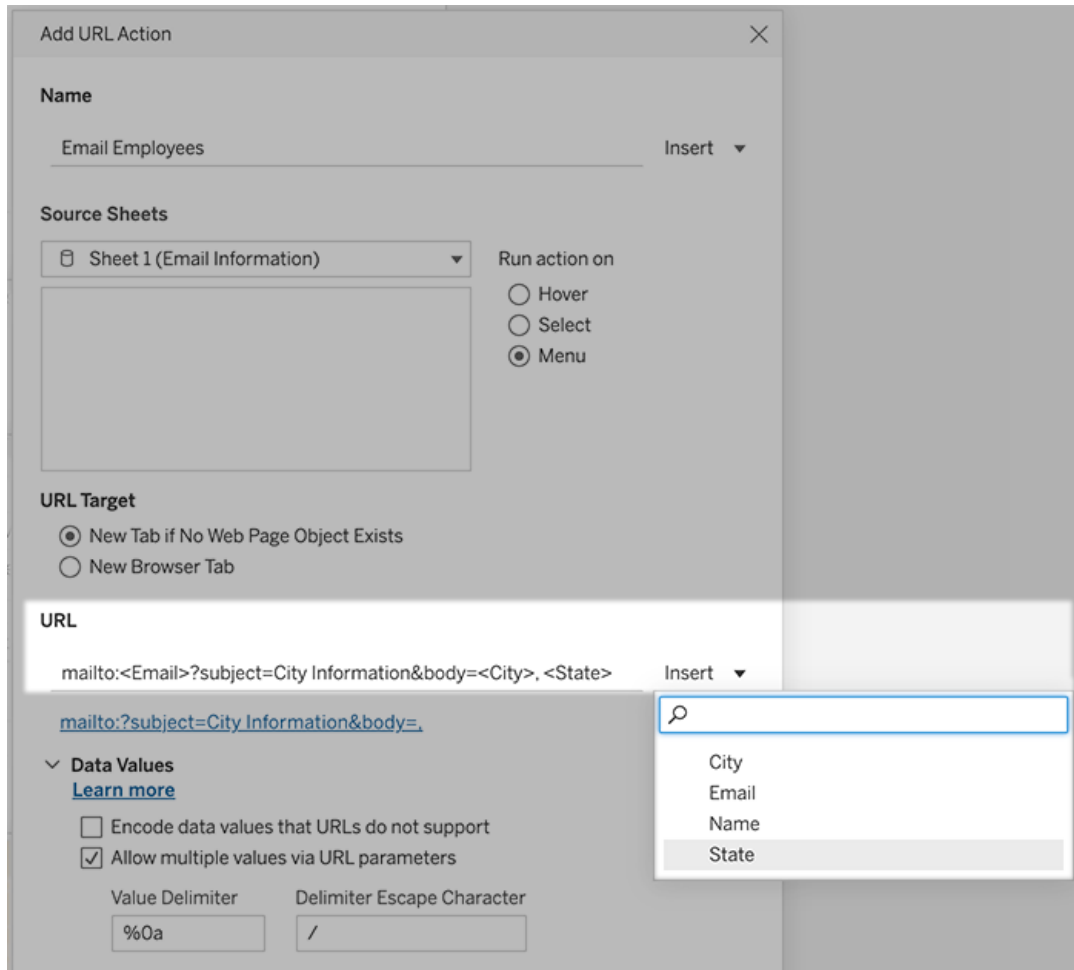 Add URL Action
Name
Email Employees Insert
Source Sheets
Sheet 1 (Email Information) Run action on
Hover
Select
Menu
URL Target
New Tab if No Web Page Object Exists
New Browser Tab
URL
mailto:<Email>?subject=City Information&body=<City>, <State> Insert
mailto:?subject=City Information&body=,
City
Email
Name
State
Data Values
Learn more
Encode data values that URLs do not support
Allow multiple values via URL parameters
Value Delimiter Delimiter Escape Character
%0a /